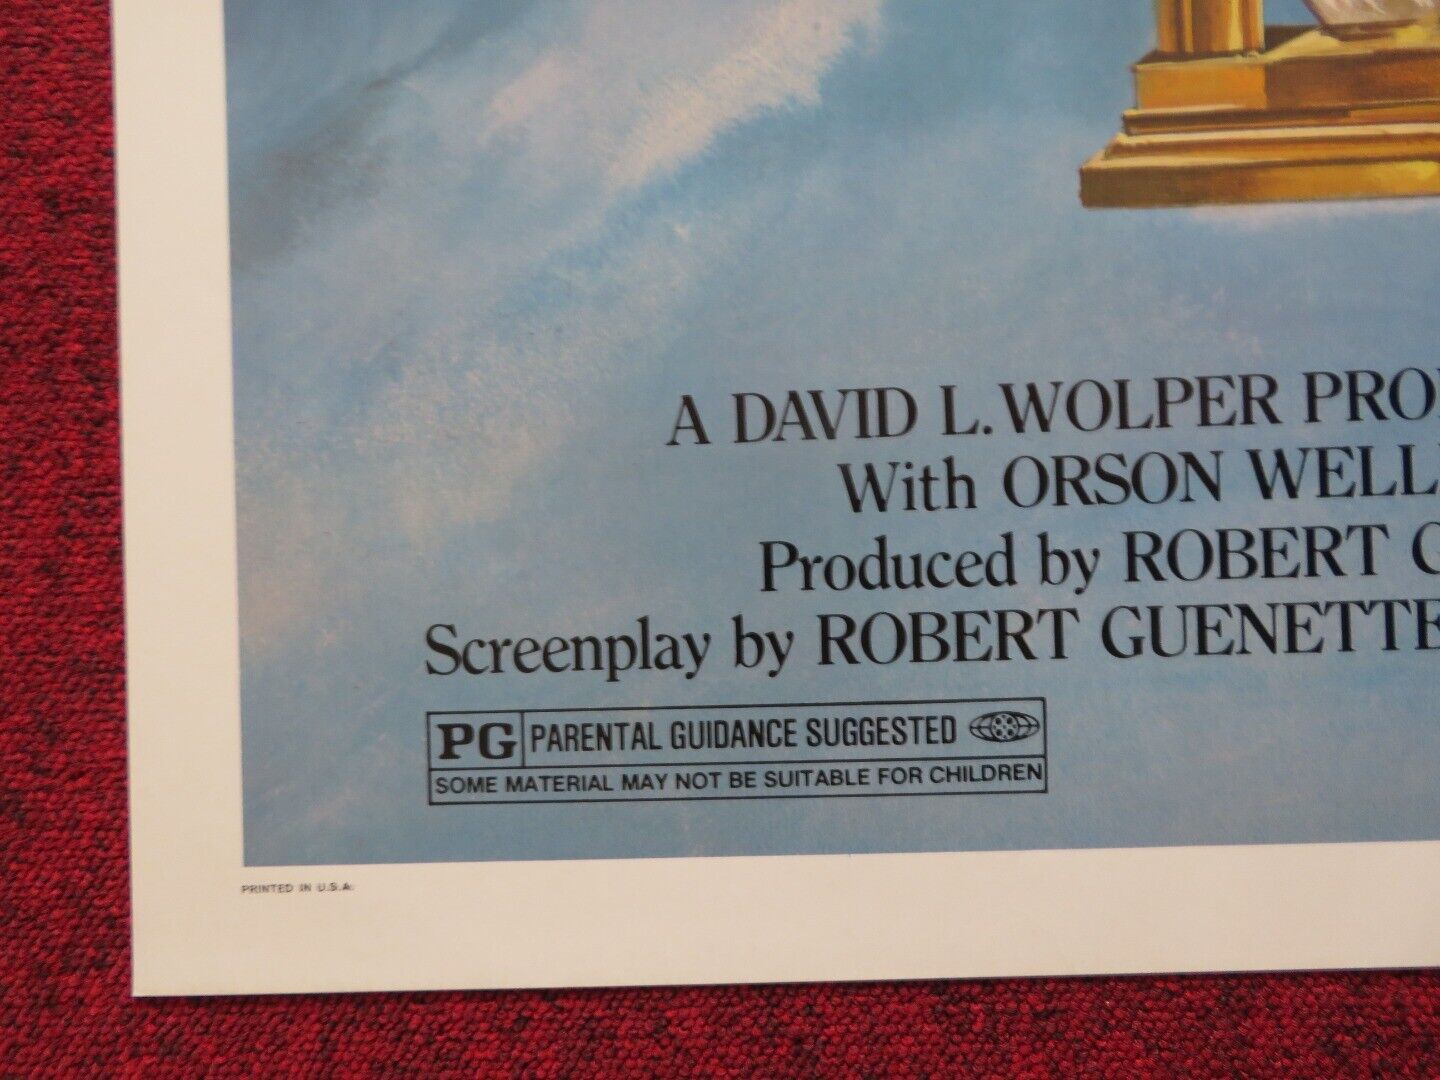 A DAVID L. WOLPER PRO
With ORSON WELL
Produced by ROBERT G
Screenplay by ROBERT GUENETTE
PG PARENTAL GUIDANCE SUGGESTED
SOME MATERIAL MAY NOT BE SUITABLE FOR CHILDREN
PRINTED IN U.S.A.